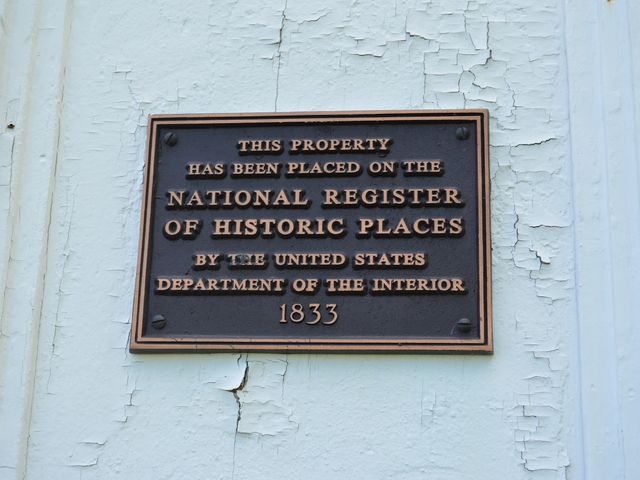 THIS PROPERTY
HAS BEEN PLACED ON THE
NATIONAL REGISTER
OF HISTORIC PLACES
BY THE UNITED STATES
DEPARTMENT OF THE INTERIOR
1833